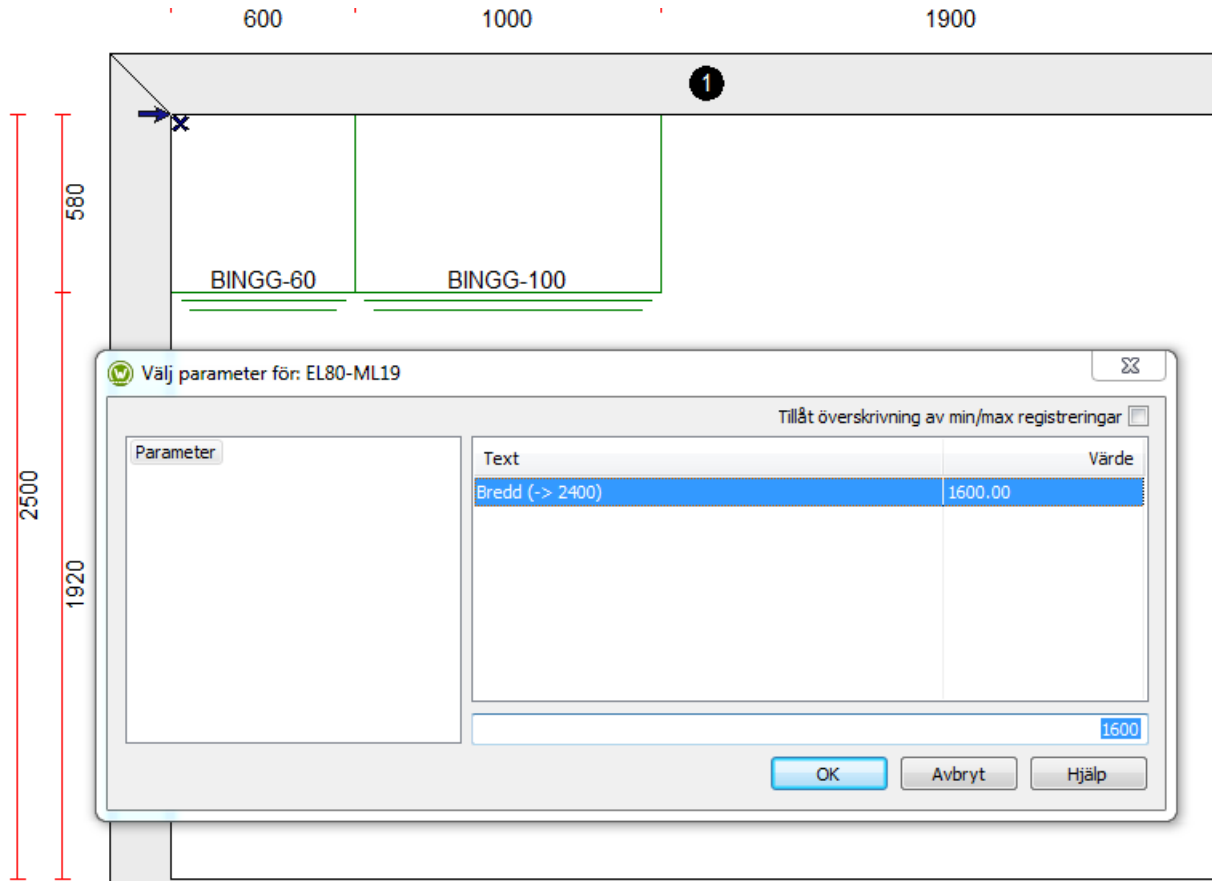 600 1000 1900
1
580
BINGG-60 BINGG-100
Välj parameter för: EL80-ML19
Tillåt överskrivning av min/max registreringar
Parameter
Text Värde
Bredd (-> 2400) 1600.00
2500
1920
1600
OK Avbryt Hjälp